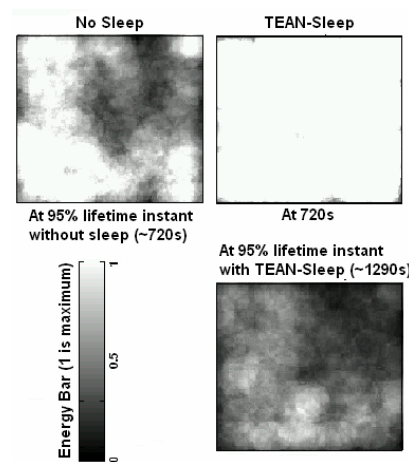 No Sleep
TEAN-Sleep
At 95% lifetime instant
without sleep (~720s)
At 720s
At 95% lifetime instant
with TEAN-Sleep (~1290s)
Energy Bar (1 is maximum)
1
0.5
0